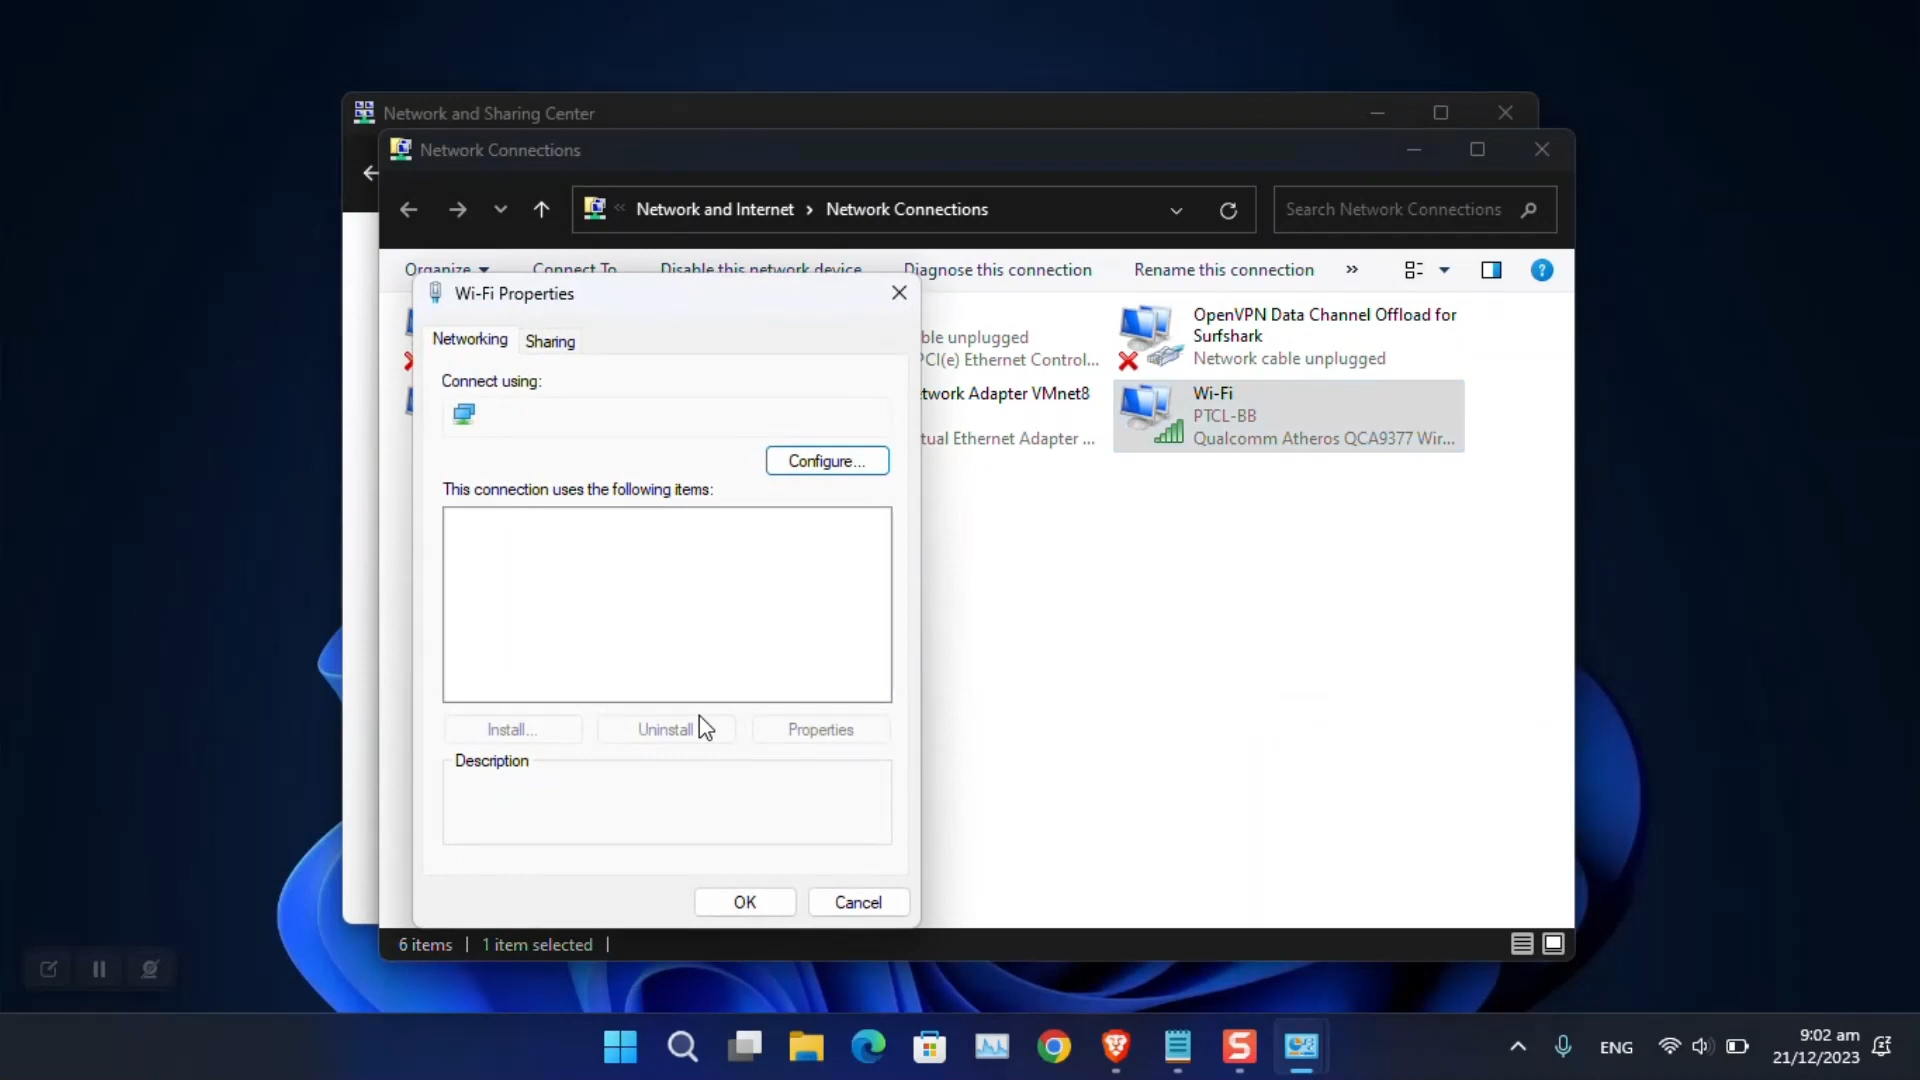 Network and Sharing Center
Network Connections
Network and Internet > Network Connections
Search Network Connections
Organize
Connect To
Disable this network device
Diagnose this connection
Rename this connection
»
Wi-Fi Properties
Networking
Sharing
Connect using:
Configure...
This connection uses the following items:
Install...
Uninstall
Properties
Description
OK
Cancel
ble unplugged
PCI(e) Ethernet Control...
twork Adapter VMnet8
tual Ethernet Adapter ...
OpenVPN Data Channel Offload for
Surfshark
Network cable unplugged
Wi-Fi
PTCL-BB
Qualcomm Atheros QCA9377 Wir...
6 items
1 item selected
ENG
9:02 am
21/12/2023